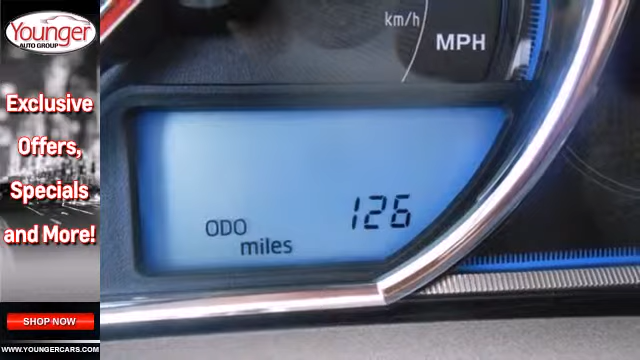 Younger
AUTO GROUP
Exclusive
Offers,
Specials
and More!
SHOP NOW
WWW.YOUNGERCARS.COM
km/h
MPH
ODO
miles
126